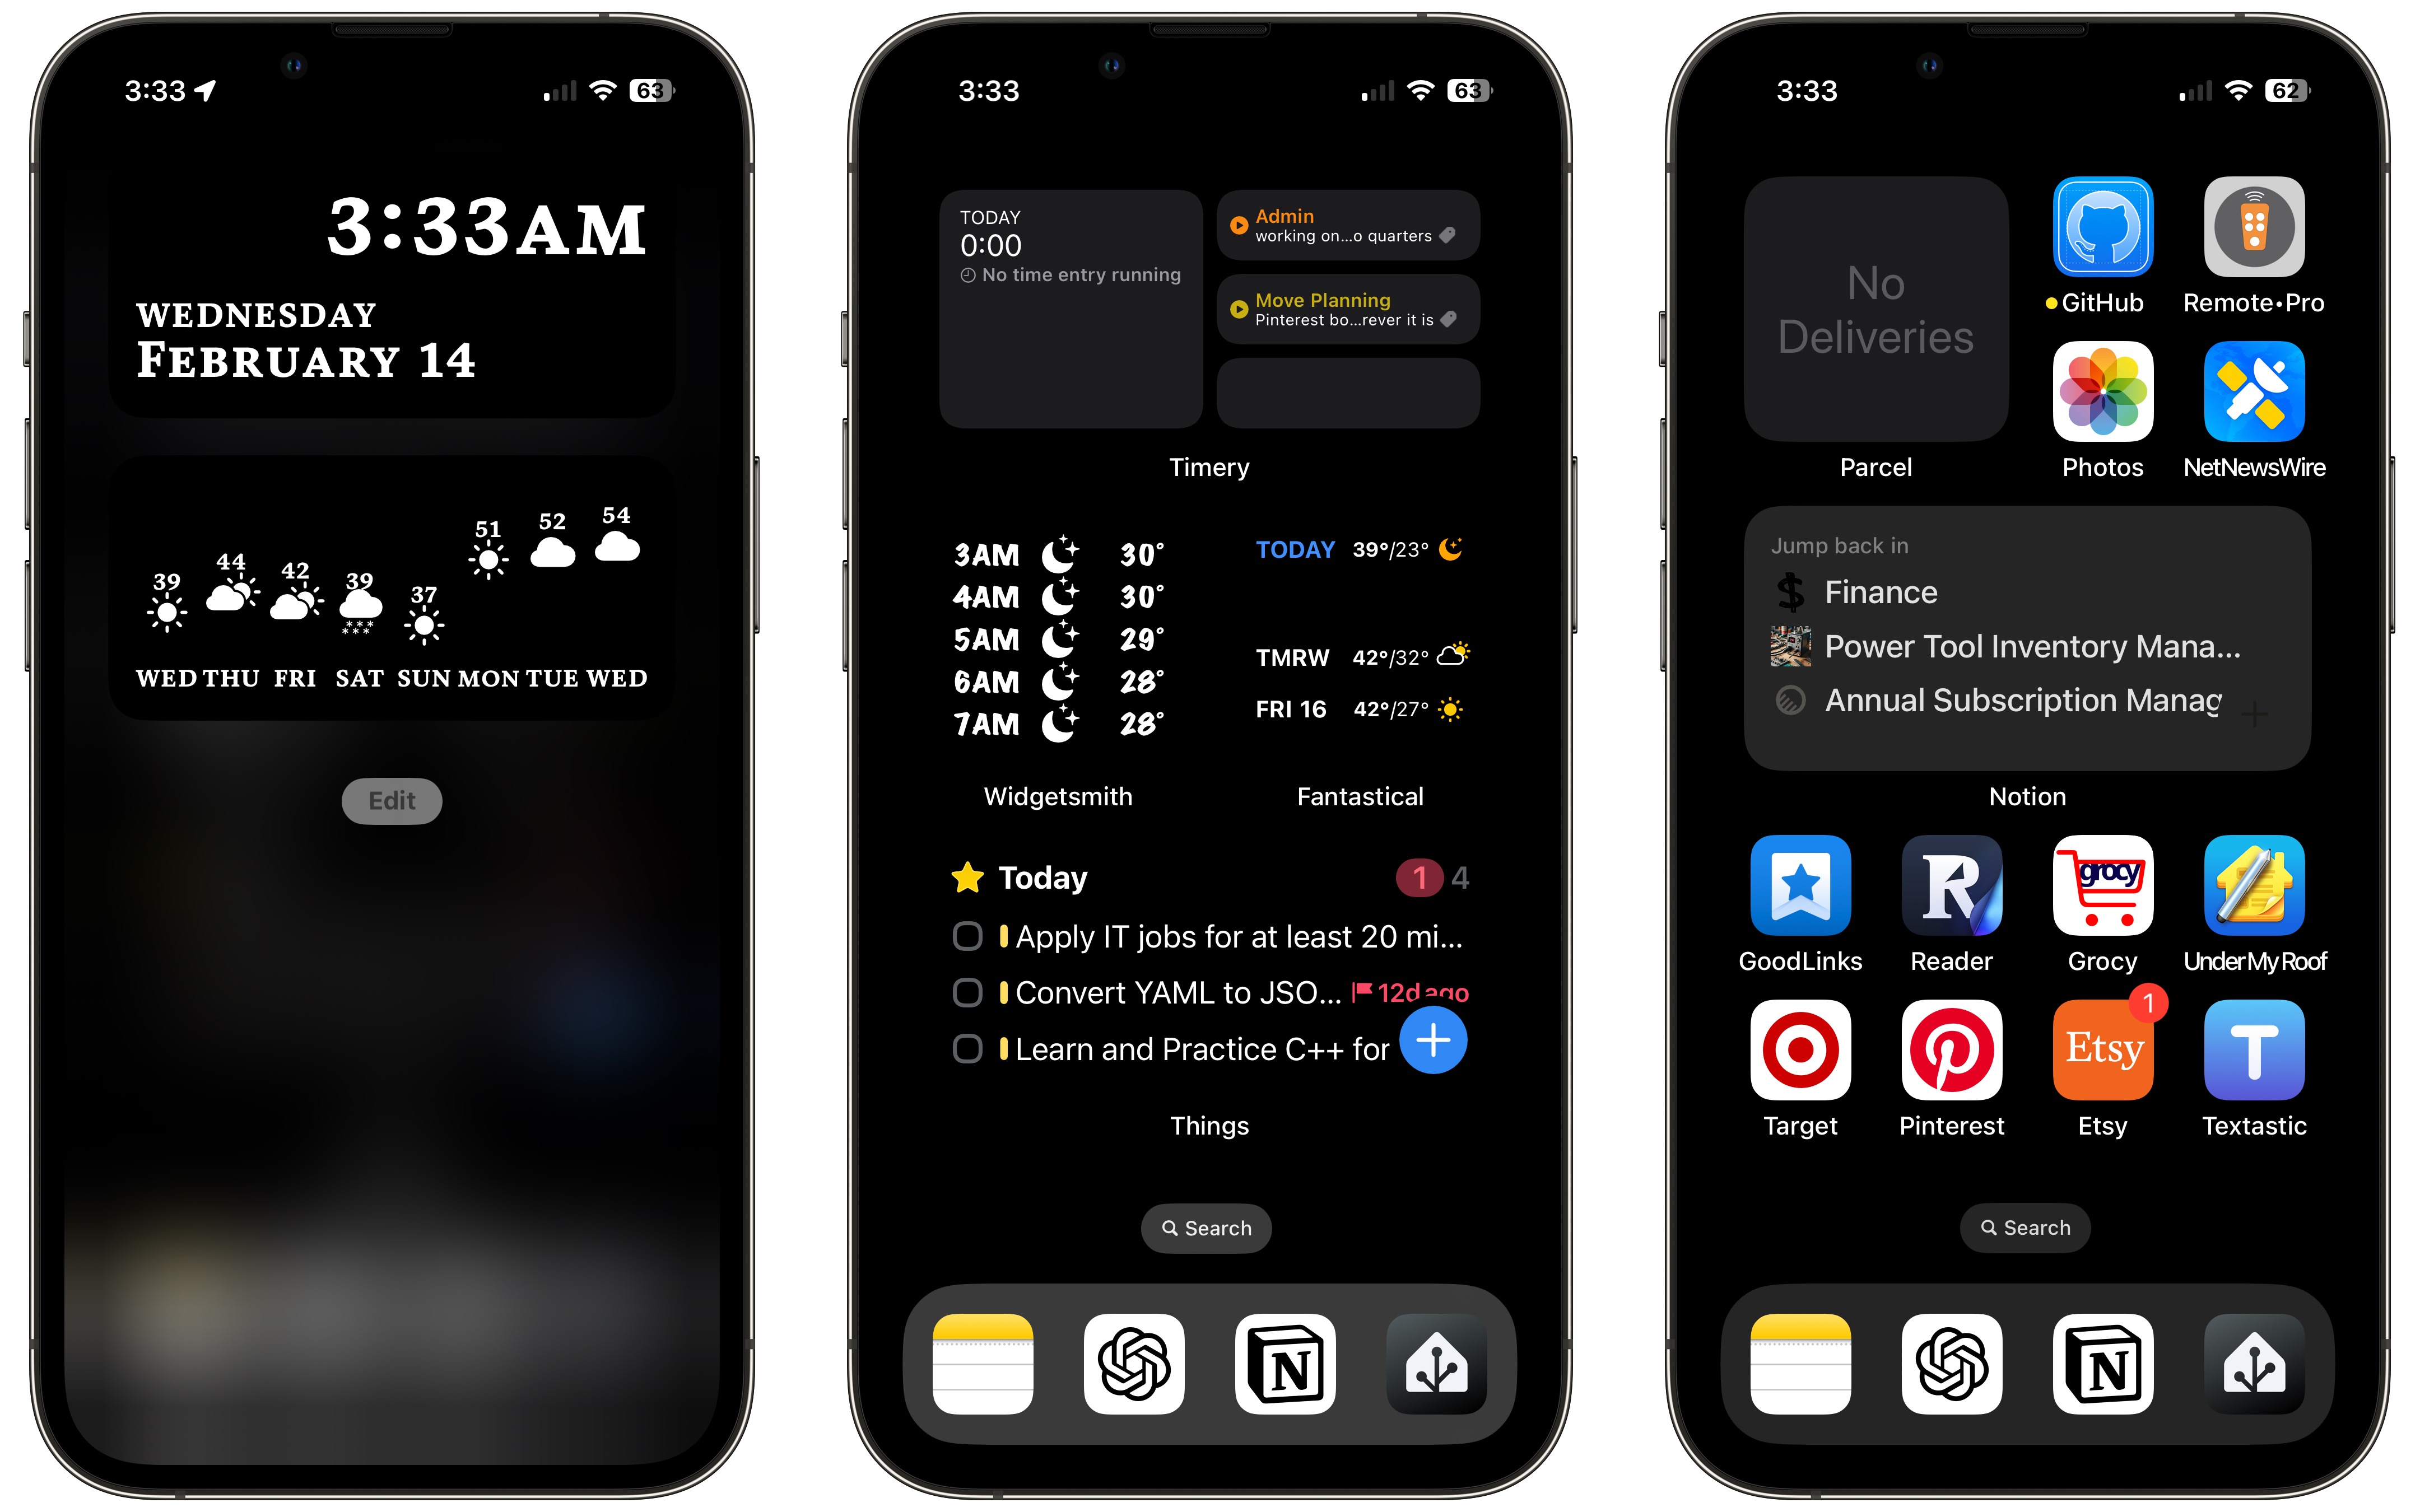 3:33
63
3:33AM
WEDNESDAY
FEBRUARY 14
39
44
42
39
37
51
52
54
WED THU FRI SAT SUN MON TUE WED
Edit
3:33
63
TODAY
0:00
No time entry running
Admin
working on...o quarters
Move Planning
Pinterest bo...rever it is
Timery
3AM 30°
4AM 30°
5AM 29°
6AM 28°
7AM 28°
Widgetsmith
TODAY 39°/23°
TMRW 42°/32°
FRI 16 42°/27°
Fantastical
Today 1 4
Apply IT jobs for at least 20 mi...
Convert YAML to JSO... 12d ago
Learn and Practice C++ for
Things
Search
N
3:33
62
No
Deliveries
Parcel
GitHub
Remote•Pro
Photos
NetNewsWire
Jump back in
$ Finance
Power Tool Inventory Mana...
Annual Subscription Manag
Notion
R
grocy
GoodLinks
Reader
Grocy
Under My Roof
Etsy
1
T
Target
Pinterest
Etsy
Textastic
Search
N